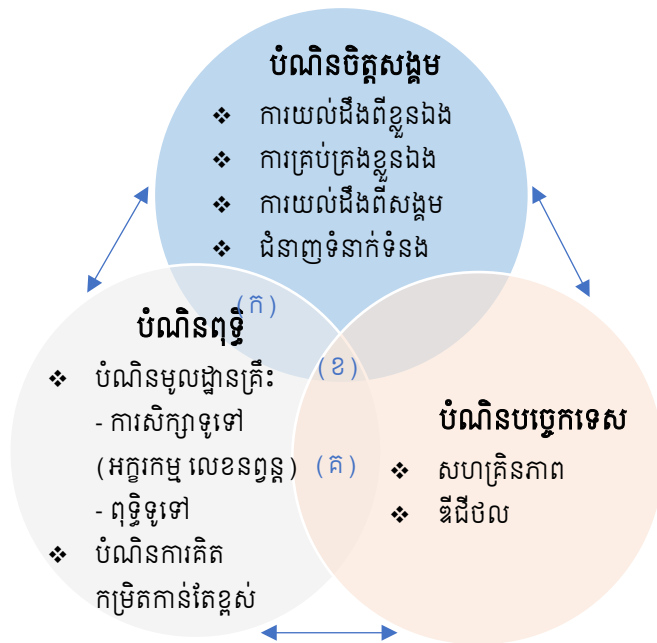 បំណិនចិត្តសង្គម
❖ ការយល់ដឹងពីខ្លួនឯង
❖ ការគ្រប់គ្រងខ្លួនឯង
❖ ការយល់ដឹងពីសង្គម
❖ ជំនាញទំនាក់ទំនង
(ក)
បំណិនពុទ្ធិ
❖ បំណិនមូលដ្ឋានគ្រឹះ
- ការសិក្សាទូទៅ
(អក្ខរកម្ម លេខនព្វន្ត)
- ពុទ្ធិទូទៅ
❖ បំណិនការគិត
កម្រិតកាន់តែខ្ពស់
(ខ)
(គ)
បំណិនបច្ចេកទេស
❖ សហគ្រិនភាព
❖ ឌីជីថល